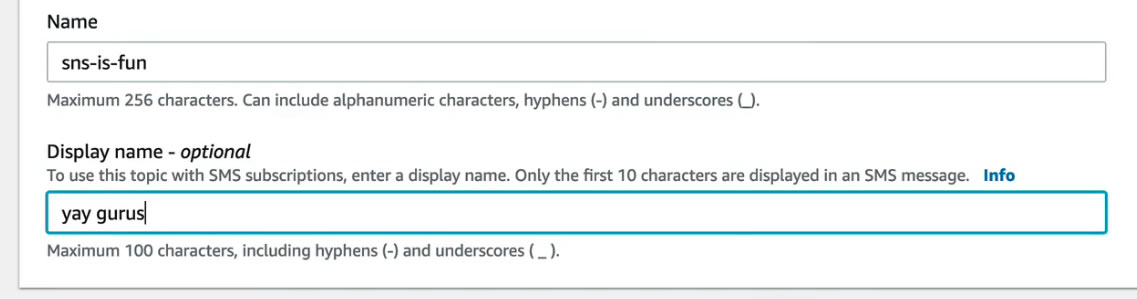 Name
sns-is-fun
Maximum 256 characters. Can include alphanumeric characters, hyphens (-) and underscores (_).
Display name - optional
To use this topic with SMS subscriptions, enter a display name. Only the first 10 characters are displayed in an SMS message. Info
yay gurus
Maximum 100 characters, including hyphens (-) and underscores ( _ ).